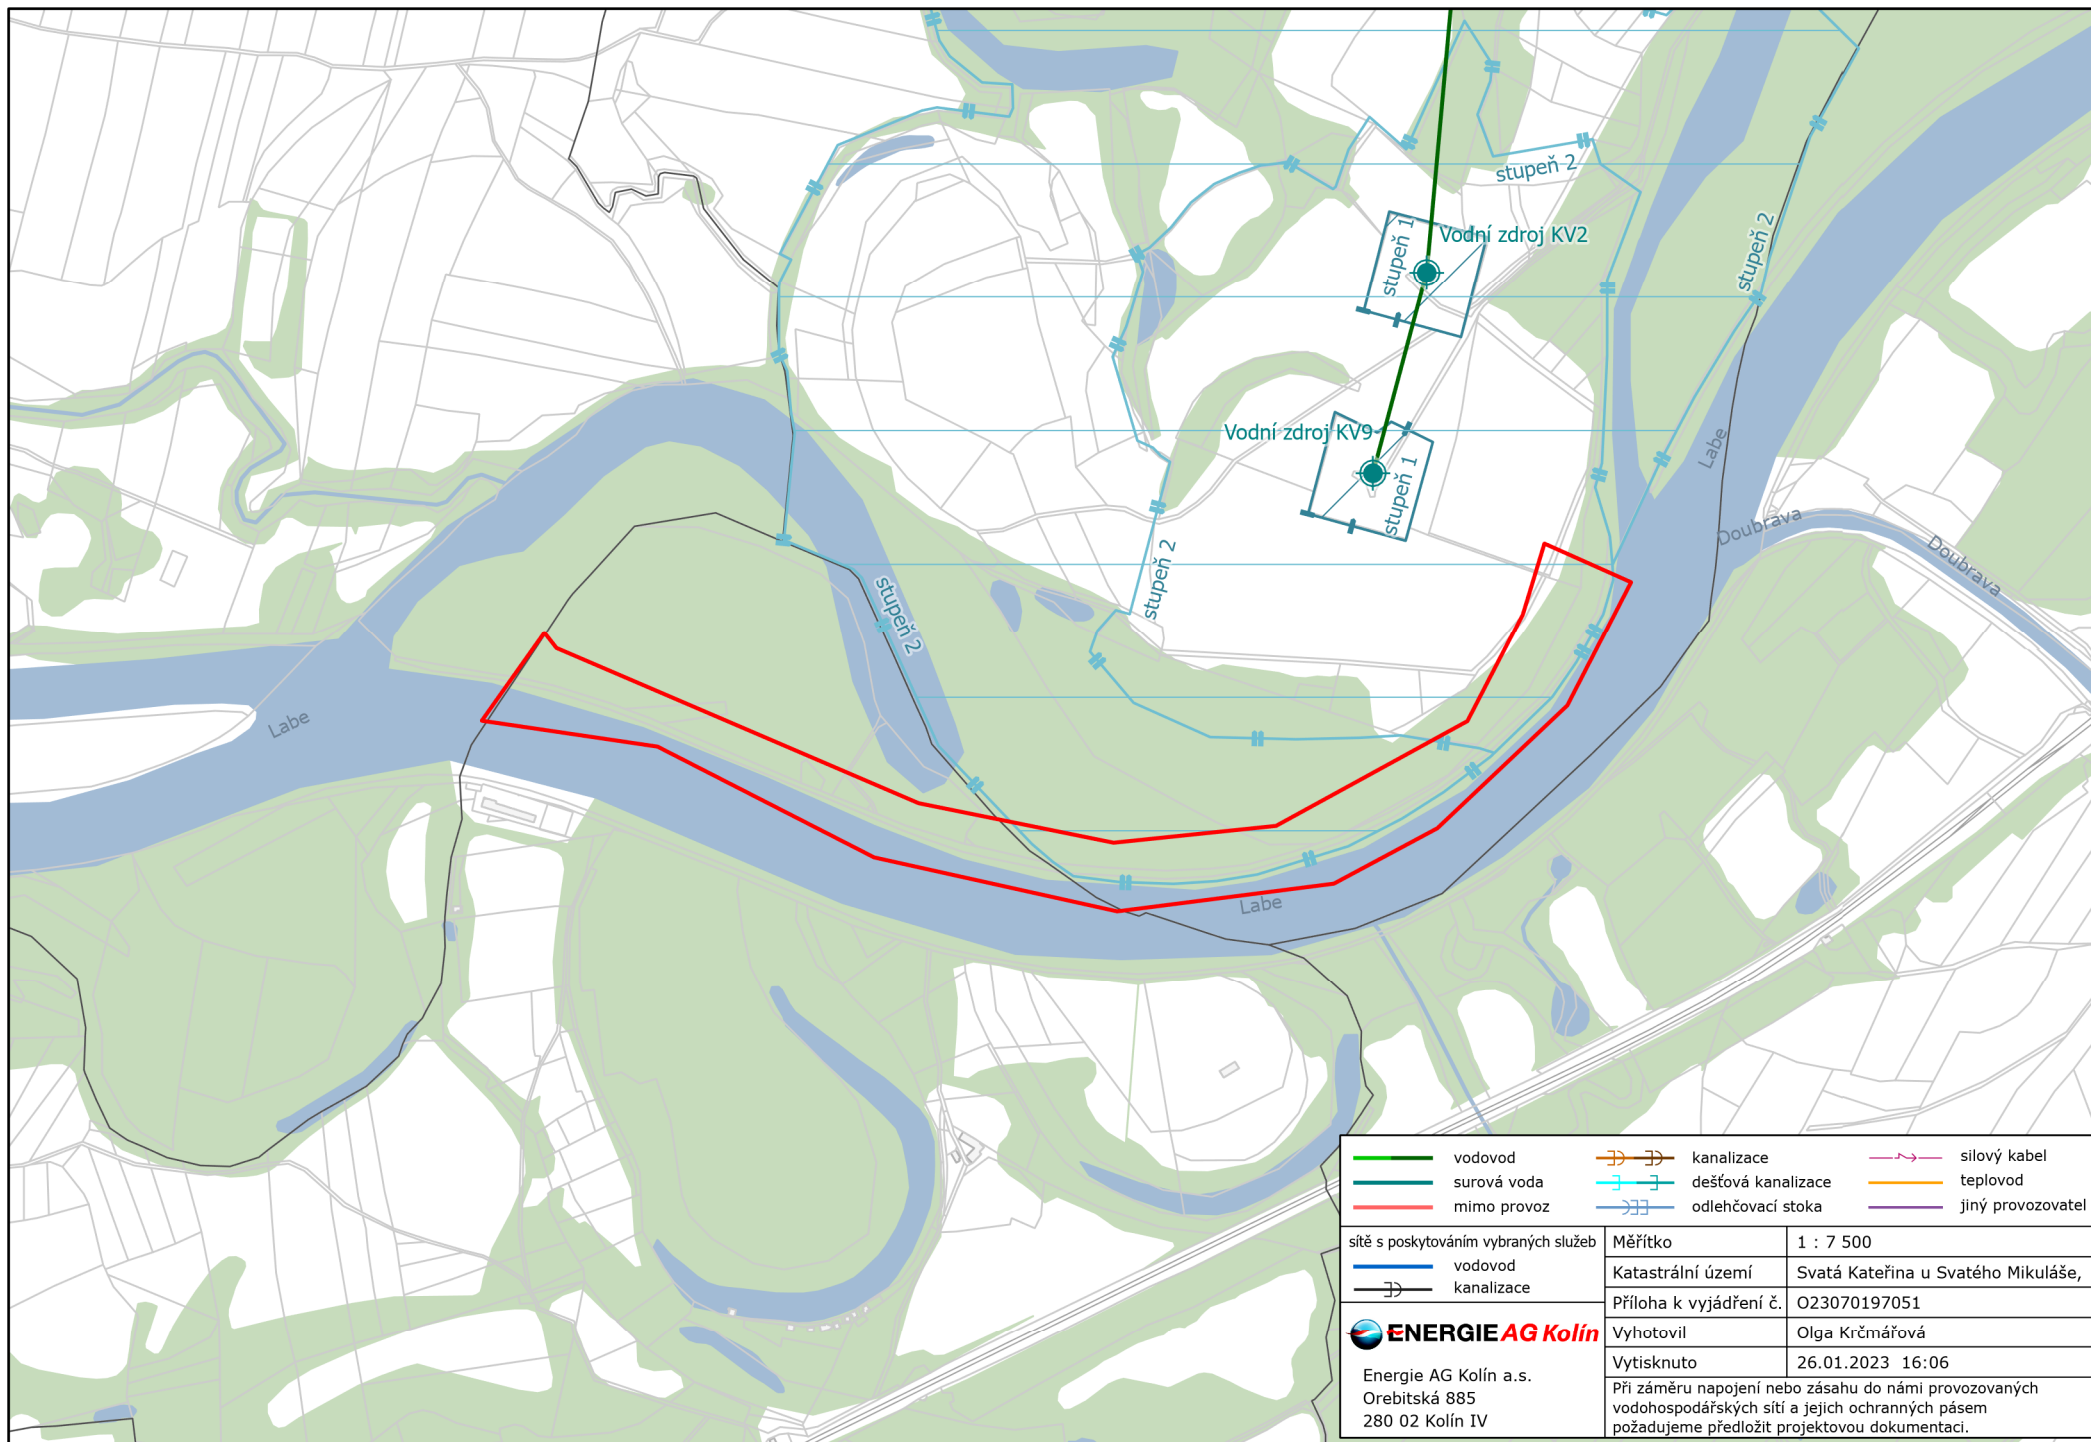 stupeň 2
stupeň 1
Vodní zdroj KV2
stupeň 2
Vodní zdroj KV9
stupeň 1
Labe
Doubrava
Doubrava
stupeň 2
stupeň 2
Labe
Labe
vodovod
surová voda
mimo provoz
kanalizace
dešťová kanalizace
odlehčovací stoka
silový kabel
teplovod
jiný provozovatel
sítě s poskytováním vybraných služeb
vodovod
kanalizace
ENERGIE AG Kolín
Energie AG Kolín a.s.
Orebitská 885
280 02 Kolín IV
Měřítko 1 : 7 500
Katastrální území Svatá Kateřina u Svatého Mikuláše,
Příloha k vyjádření č. O23070197051
Vyhotovil Olga Krčmářová
Vytisknuto 26.01.2023 16:06
Při záměru napojení nebo zásahu do námi provozovaných
vodohospodářských sítí a jejich ochranných pásem
požadujeme předložit projektovou dokumentaci.